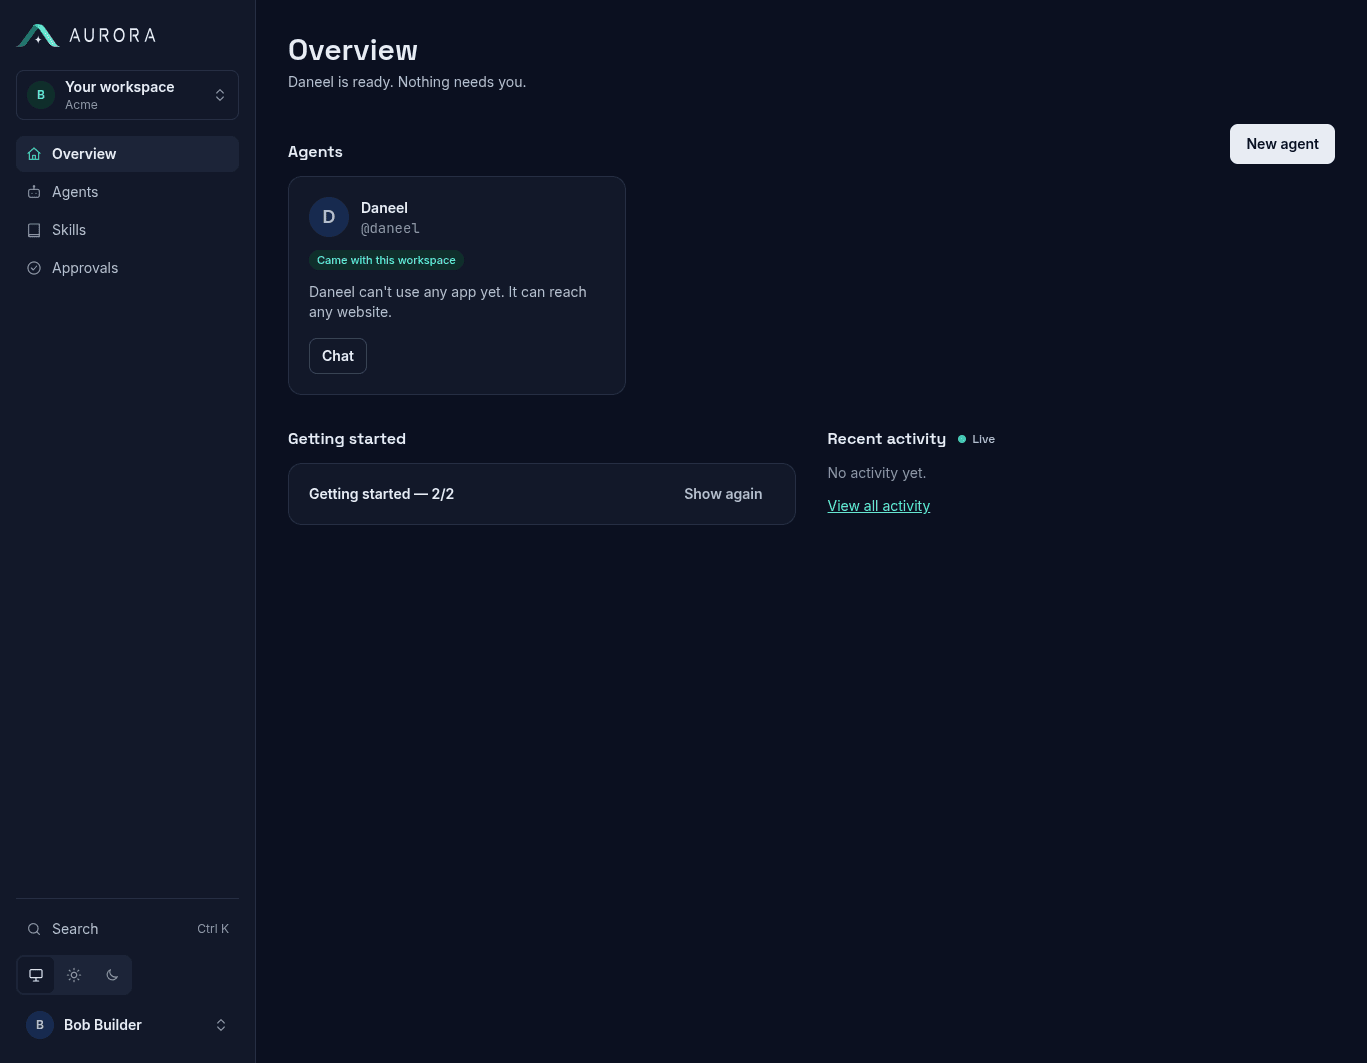 AURORA
B
Your workspace
Acme
Overview
Agents
Skills
Approvals
Search
Ctrl K
B
Bob Builder
Overview
Daneel is ready. Nothing needs you.
Agents
New agent
D
Daneel
@daneel
Came with this workspace
Daneel can't use any app yet. It can reach
any website.
Chat
Getting started
Getting started — 2/2
Show again
Recent activity
Live
No activity yet.
View all activity